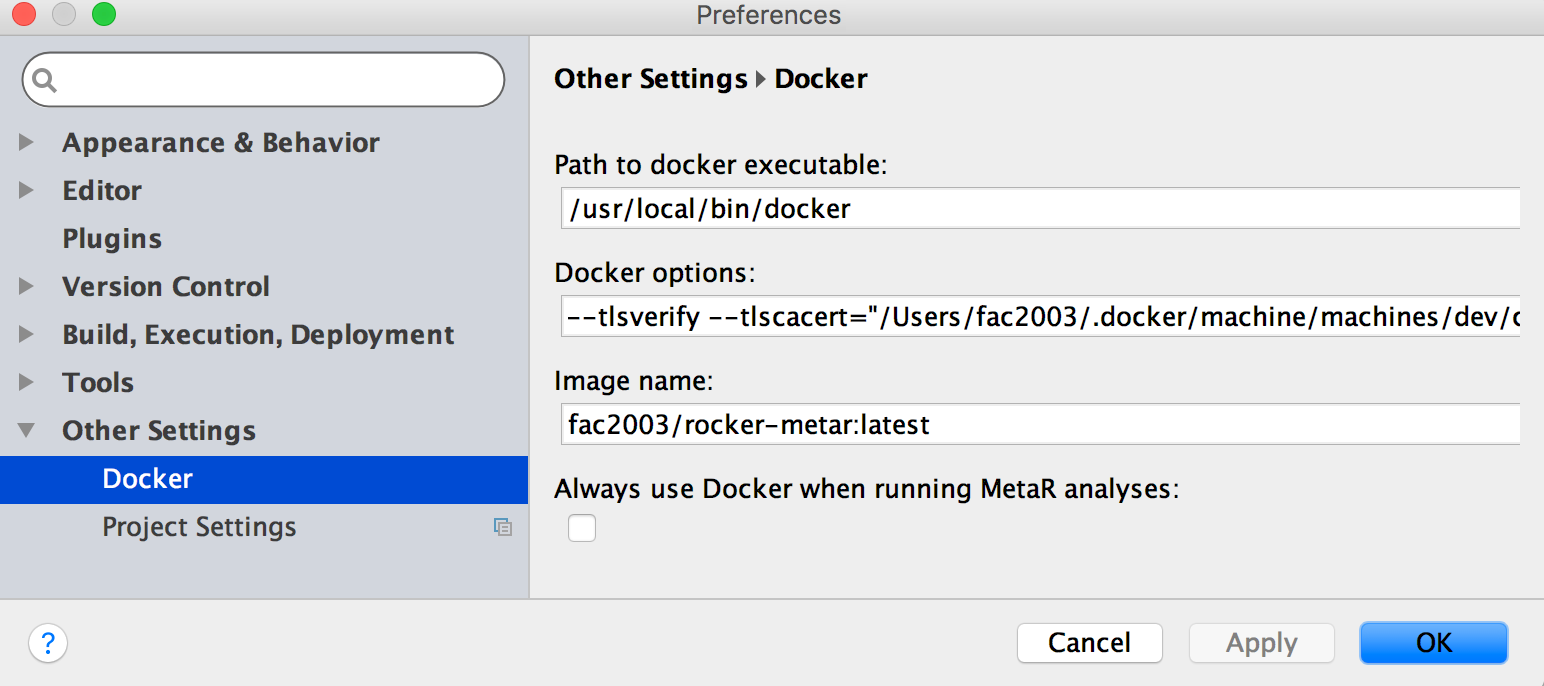 Preferences
Appearance & Behavior
Editor
Plugins
Version Control
Build, Execution, Deployment
Tools
Other Settings
Docker
Project Settings
Other Settings Docker
Path to docker executable:
/usr/local/bin/docker
Docker options:
--tlsverify --tlscacert="/Users/fac2003/.docker/machine/machines/dev/c
Image name:
fac2003/rocker-metar:latest
Always use Docker when running MetaR analyses:
?
Cancel
Apply
OK